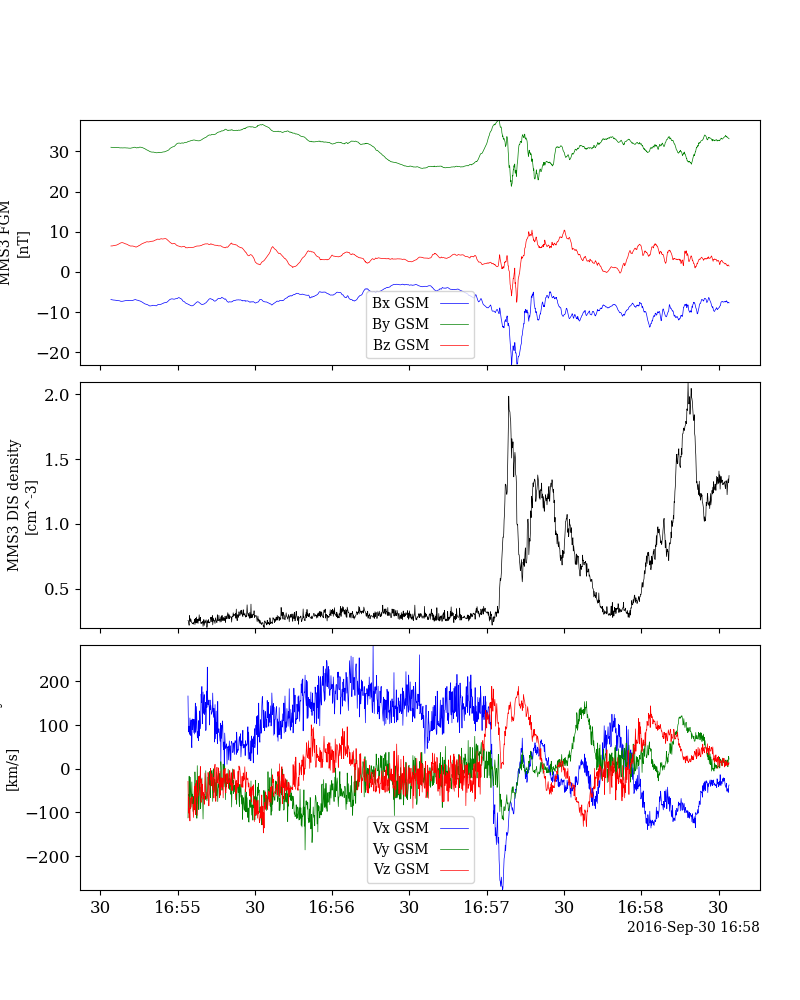 MMS3 FGM
[nT]
30
20
10
0
−10
−20
Bx GSM
By GSM
Bz GSM
MMS3 DIS density
[cm^-3]
2.0
1.5
1.0
0.5
[km/s]
200
100
0
−100
−200
Vx GSM
Vy GSM
Vz GSM
30 16:55 30 16:56 30 16:57 30 16:58 30
2016-Sep-30 16:58